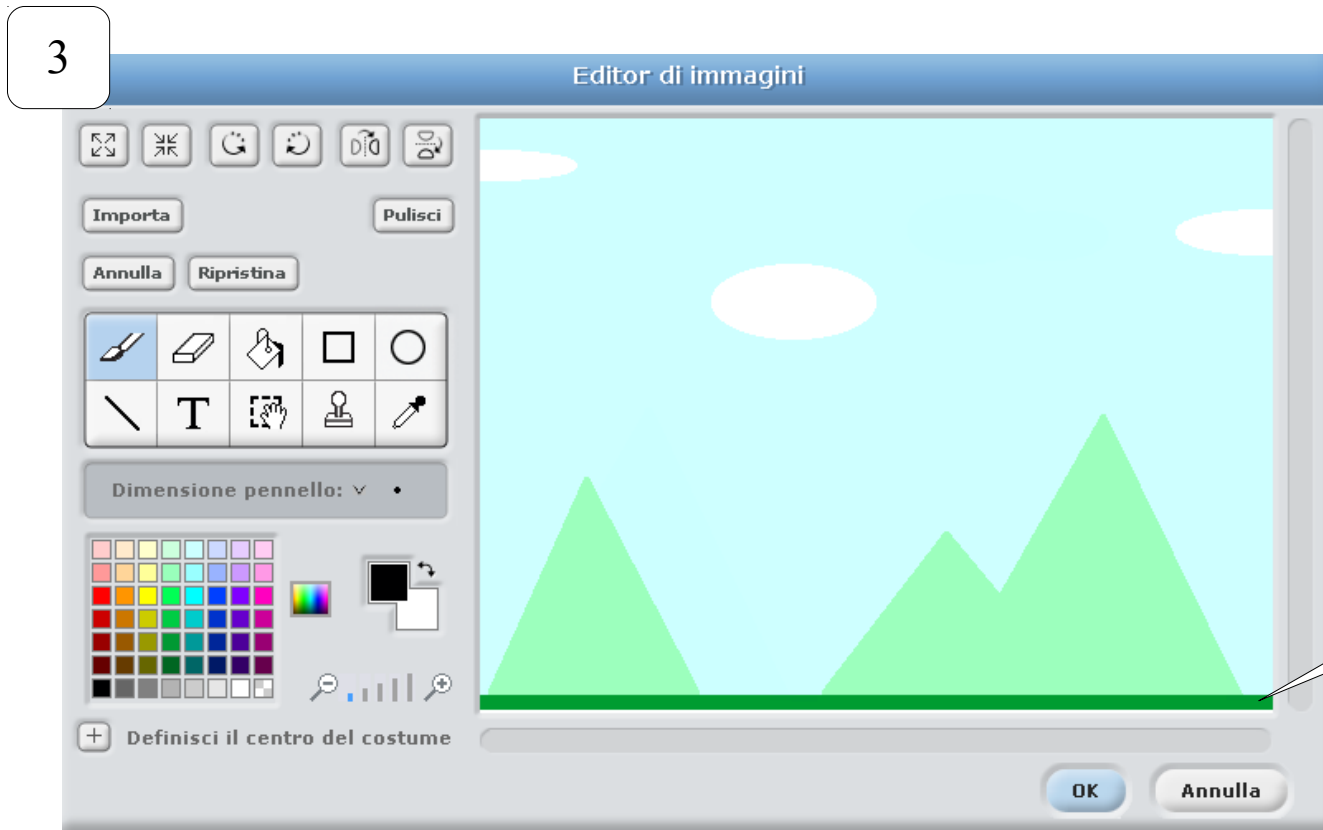 3
Editor di immagini
Importa
Pulisci
Annulla
Ripristina
T
Dimensione pennello:
Definisci il centro del costume
OK
Annulla